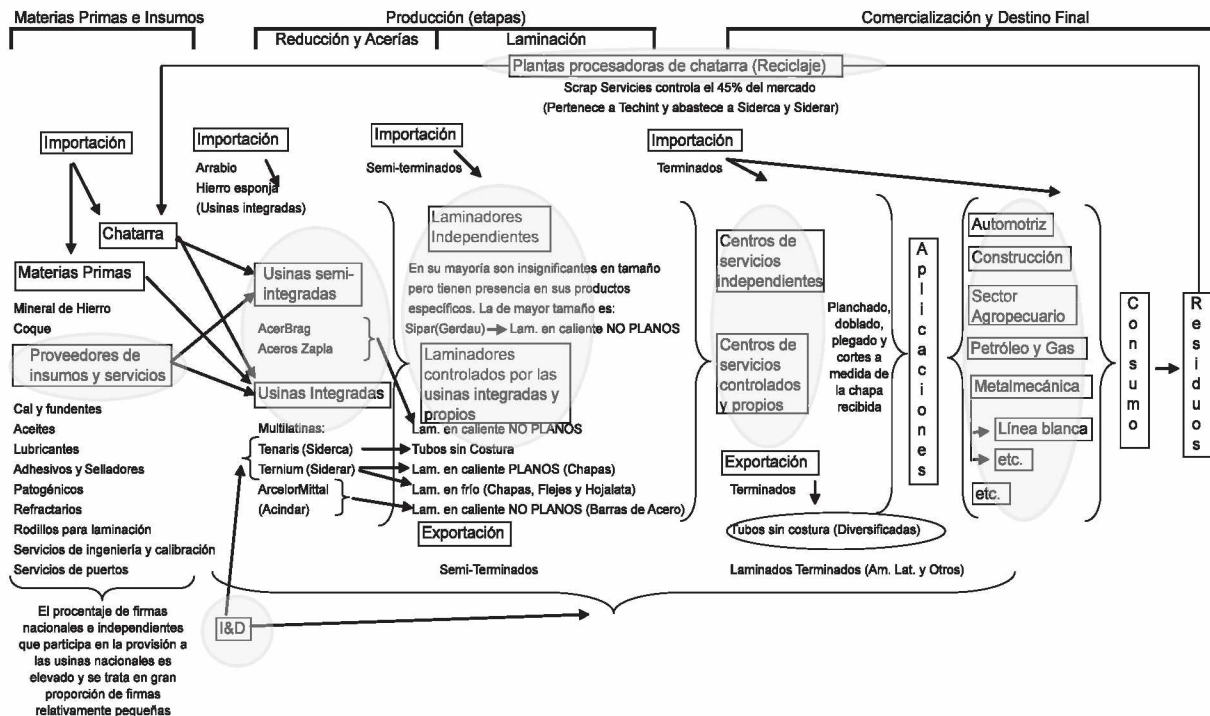 Materias Primas e Insumos
Producción (etapas)
Comercialización y Destino Final
Reducción y Acerías
Laminación
Plantas procesadoras de chatarra (Reciclaje)
Scrap Servicies controla el 45% del mercado
(Pertenece a Techint y abastece a Siderca y Siderar)
Importación
Chatarra
Materias Primas
Mineral de Hierro
Coque
Proveedores de
insumos y servicios
Cal y fundentes
Aceites
Lubricantes
Adhesivos y Selladores
Patogénicos
Refractarios
Rodillos para laminación
Servicios de ingeniería y calibración
Servicios de puertos
El procentaje de firmas
nacionales e independientes
que participa en la provisión a
las usinas nacionales es
elevado y se trata en gran
proporción de firmas
relativamente pequeñas
Importación
Arrabio
Hierro esponja
(Usinas integradas)
Usinas semi-
integradas
AcerBrag
Aceros Zapla
Usinas Integradas
Multilatinas:
Tenaris (Siderca)
Ternium (Siderar)
ArcelorMittal
(Acindar)
I&D
Importación
Semi-terminados
Laminadores
Independientes
En su mayoría son insignificantes en tamaño
pero tienen presencia en sus productos
específicos. La de mayor tamaño es:
Sipar(Gerdau) Lam. en caliente NO PLANOS
Laminadores
controlados por las
usinas integradas y
propios
Lam. en caliente NO PLANOS
Tubos sin Costura
Lam. en caliente PLANOS (Chapas)
Lam. en frío (Chapas, Flejes y Hojalata)
Lam. en caliente NO PLANOS (Barras de Acero)
Exportación
Semi-Terminados
Importación
Terminados
Centros de
servicios
independientes
Centros de
servicios
controlados
y propios
Exportación
Terminados
Tubos sin costura (Diversificadas)
Laminados Terminados (Am. Lat. y Otros)
Planchado,
doblado,
plegado y
cortes a
medida de
la chapa
recibida
Aplicaciones
Automotriz
Construcción
Sector
Agropecuario
Petróleo y Gas
Metalmecánica
Línea blanca
etc.
etc.
Consumo
Residuos